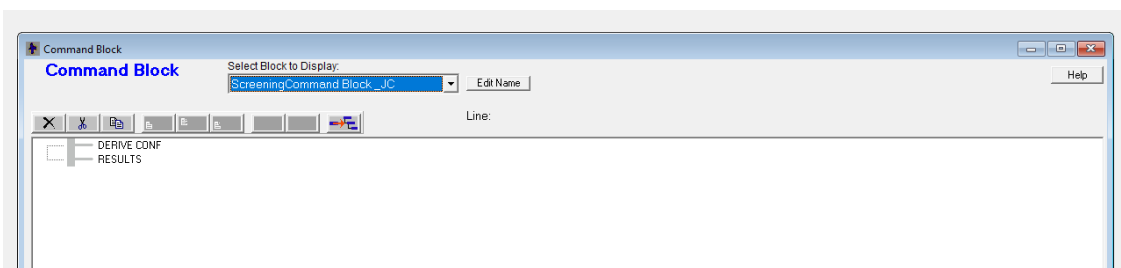 Command Block
Command Block
Select Block to Display:
ScreeningCommand Block _JC
Edit Name
Help
Line:
DERIVE CONF
RESULTS